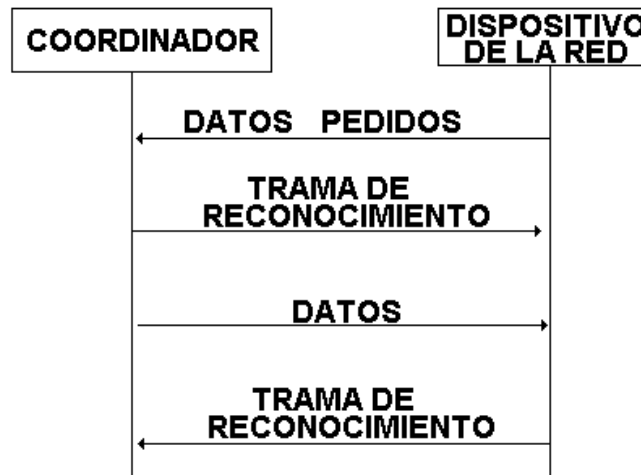 COORDINADOR
DISPOSITIVO
DE LA RED
DATOS PEDIDOS
TRAMA DE
RECONOCIMIENTO
DATOS
TRAMA DE
RECONOCIMIENTO